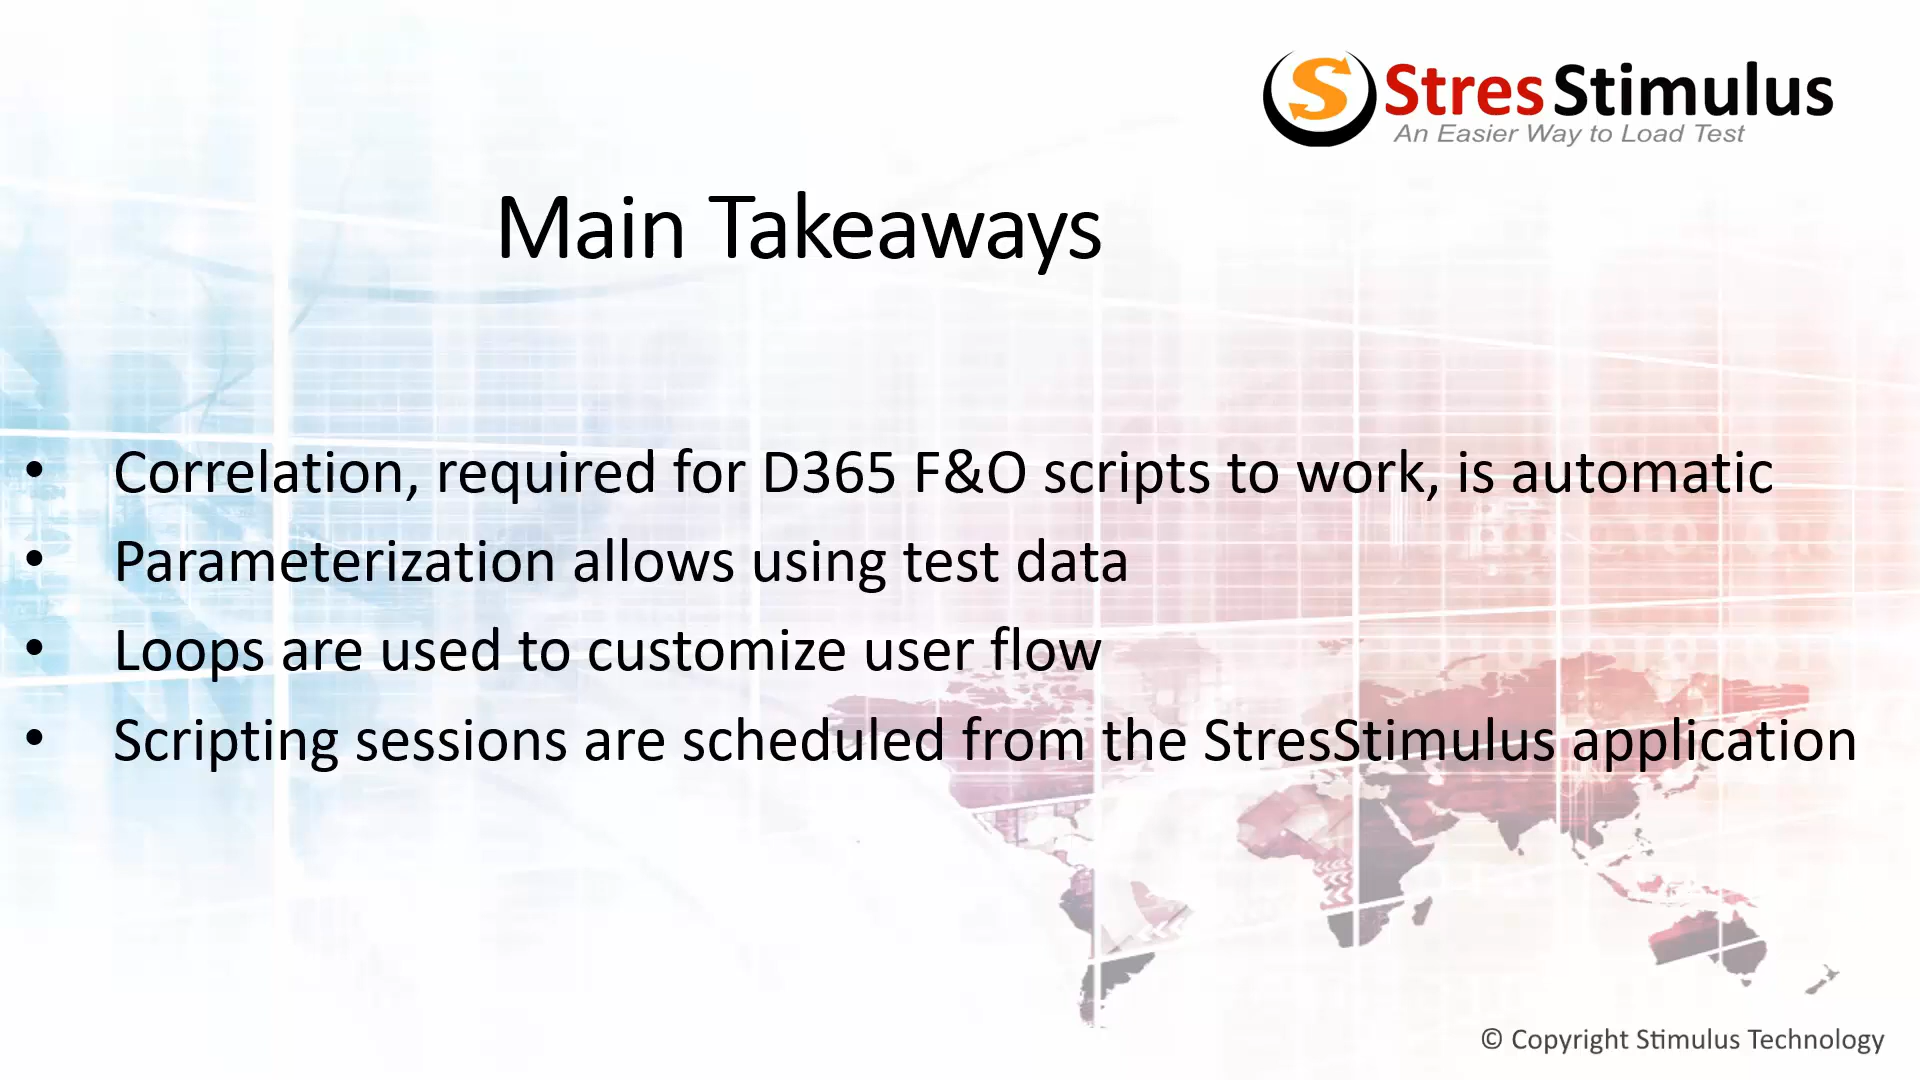 StresStimulus
An Easier Way to Load Test
Main Takeaways
• Correlation, required for D365 F&O scripts to work, is automatic
• Parameterization allows using test data
• Loops are used to customize user flow
• Scripting sessions are scheduled from the StresStimulus application
© Copyright Stimulus Technology